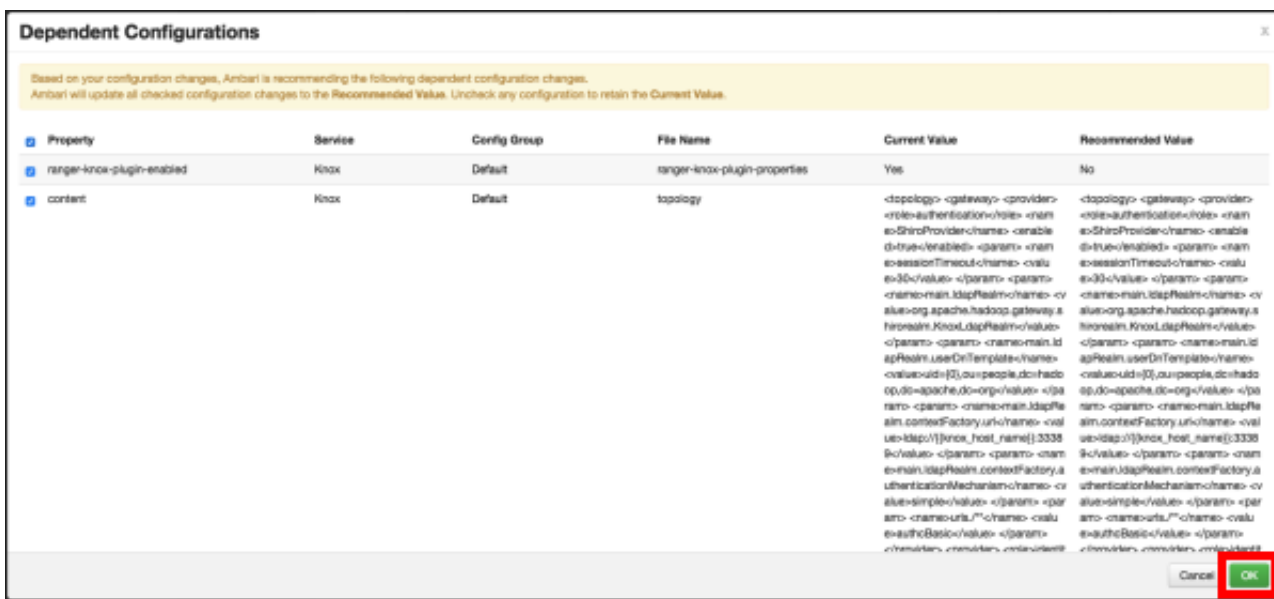 Dependent Configurations
X
Based on your configuration changes, Ambari is recommending the following dependent configuration changes.
Ambari will update all checked configuration changes to the Recommended Value. Uncheck any configuration to retain the Current Value.
Property Service Config Group File Name Current Value Recommended Value
ranger-knox-plugin-enabled Knox Default ranger-knox-plugin-properties Yes No
content Knox Default topology
<topology> <gateway> <provider> <topology> <gateway> <provider>
<role>authentication</role> <nam <role>authentication</role> <nam
e>ShiroProvider</name> <enable e>ShiroProvider</name> <enable
d>true</enabled> <param> <nam d>true</enabled> <param> <nam
e>sessionTimeout</name> <valu e>sessionTimeout</name> <valu
e>30</value> </param> <param> e>30</value> </param> <param>
<name>main.ldapRealm</name> <v <name>main.ldapRealm</name> <v
alue>org.apache.hadoop.gateway.s alue>org.apache.hadoop.gateway.s
hirorealm.KnoxLdapRealm</value> hirorealm.KnoxLdapRealm</value>
</param> <param> <name>main.ld </param> <param> <name>main.ld
apRealm.userDnTemplate</name> apRealm.userDnTemplate</name>
<value>uid={0},ou=people,dc=hado <value>uid={0},ou=people,dc=hado
op,dc=apache,dc=org</value> </pa op,dc=apache,dc=org</value> </pa
ram> <param> <name>main.ldapRe ram> <param> <name>main.ldapRe
alm.contextFactory.url</name> <val alm.contextFactory.url</name> <val
ue>ldap://{{knox_host_name}}:3338 ue>ldap://{{knox_host_name}}:3338
9</value> </param> <param> <nam 9</value> </param> <param> <nam
e>main.ldapRealm.contextFactory.a e>main.ldapRealm.contextFactory.a
uthenticationMechanism</name> <v uthenticationMechanism</name> <v
alue>simple</value> </param> <par alue>simple</value> </param> <par
am> <name>urls./**</name> <valu am> <name>urls./**</name> <valu
e>authcBasic</value> </param> e>authcBasic</value> </param>
</provider> <provider> <role>identit </provider> <provider> <role>identit
Cancel OK